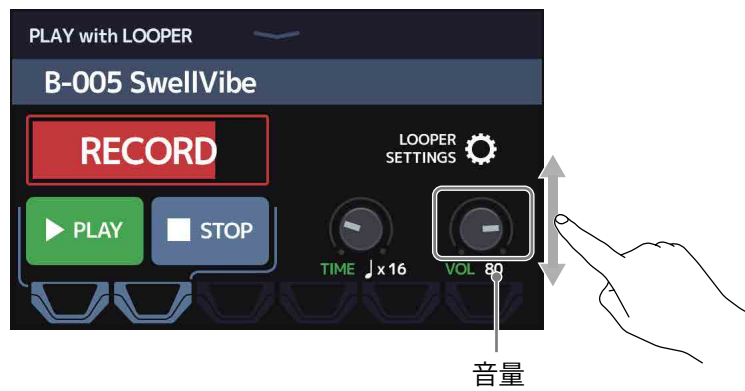 PLAY with LOOPER
B-005 SwellVibe
RECORD
LOOPER
SETTINGS
PLAY
STOP
TIME ♩x 16
VOL 80
音量